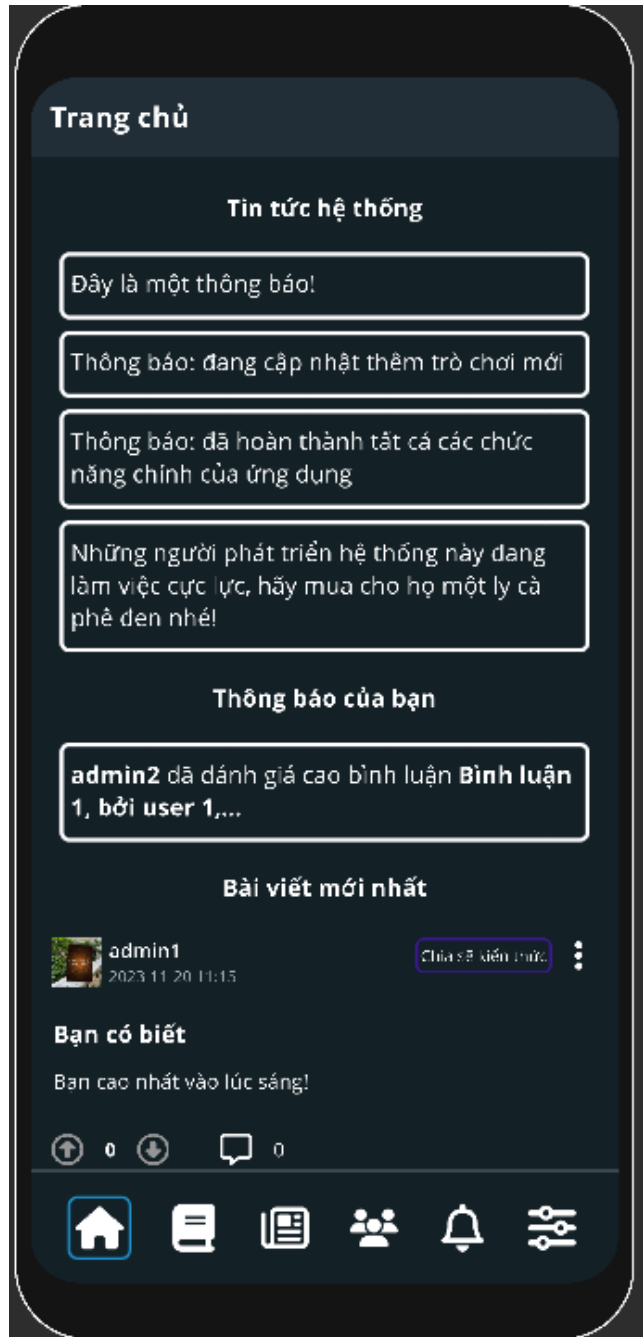 Trang chủ
Tin tức hệ thống
Đây là một thông báo!
Thông báo: đang cập nhật thêm trò chơi mới
Thông báo: đã hoàn thành tất cả các chức
năng chính của ứng dụng
Những người phát triển hệ thống này đang
làm việc cực lực, hãy mua cho họ một ly cà
phê đen nhé!
Thông báo của bạn
admin2 đã đánh giá cao bình luận Bình luận
1, bởi user 1,...
Bài viết mới nhất
admin1
Chia sẽ kiến thức
2023-11-20 11:15
Bạn có biết
Bạn cao nhất vào lúc sáng!
0
0